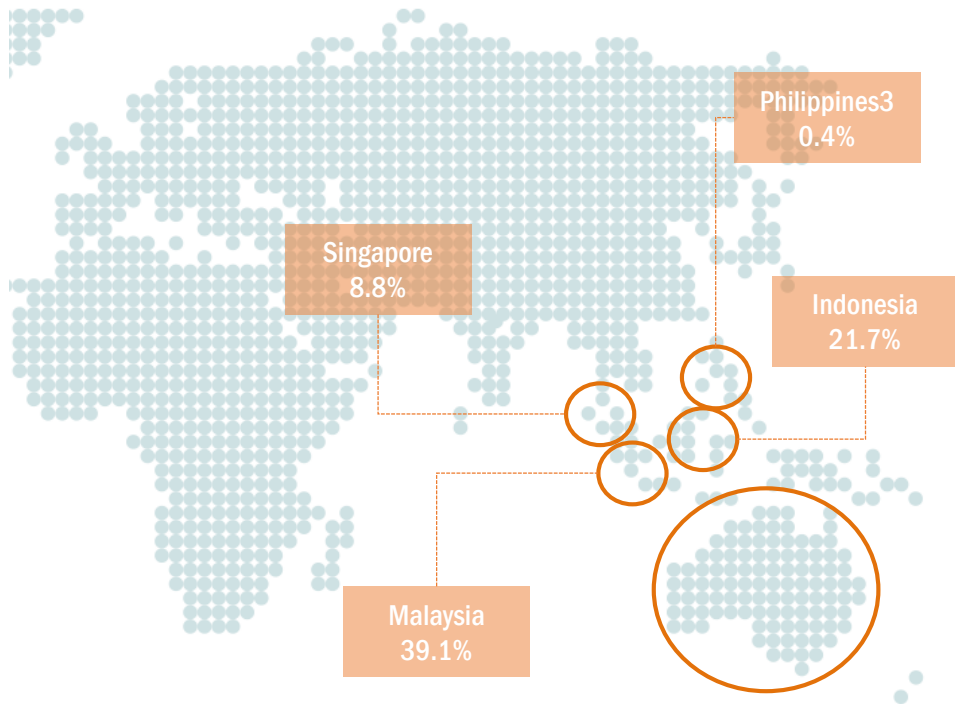 Philippines3
0.4%
Singapore
8.8%
Indonesia
21.7%
Malaysia
39.1%